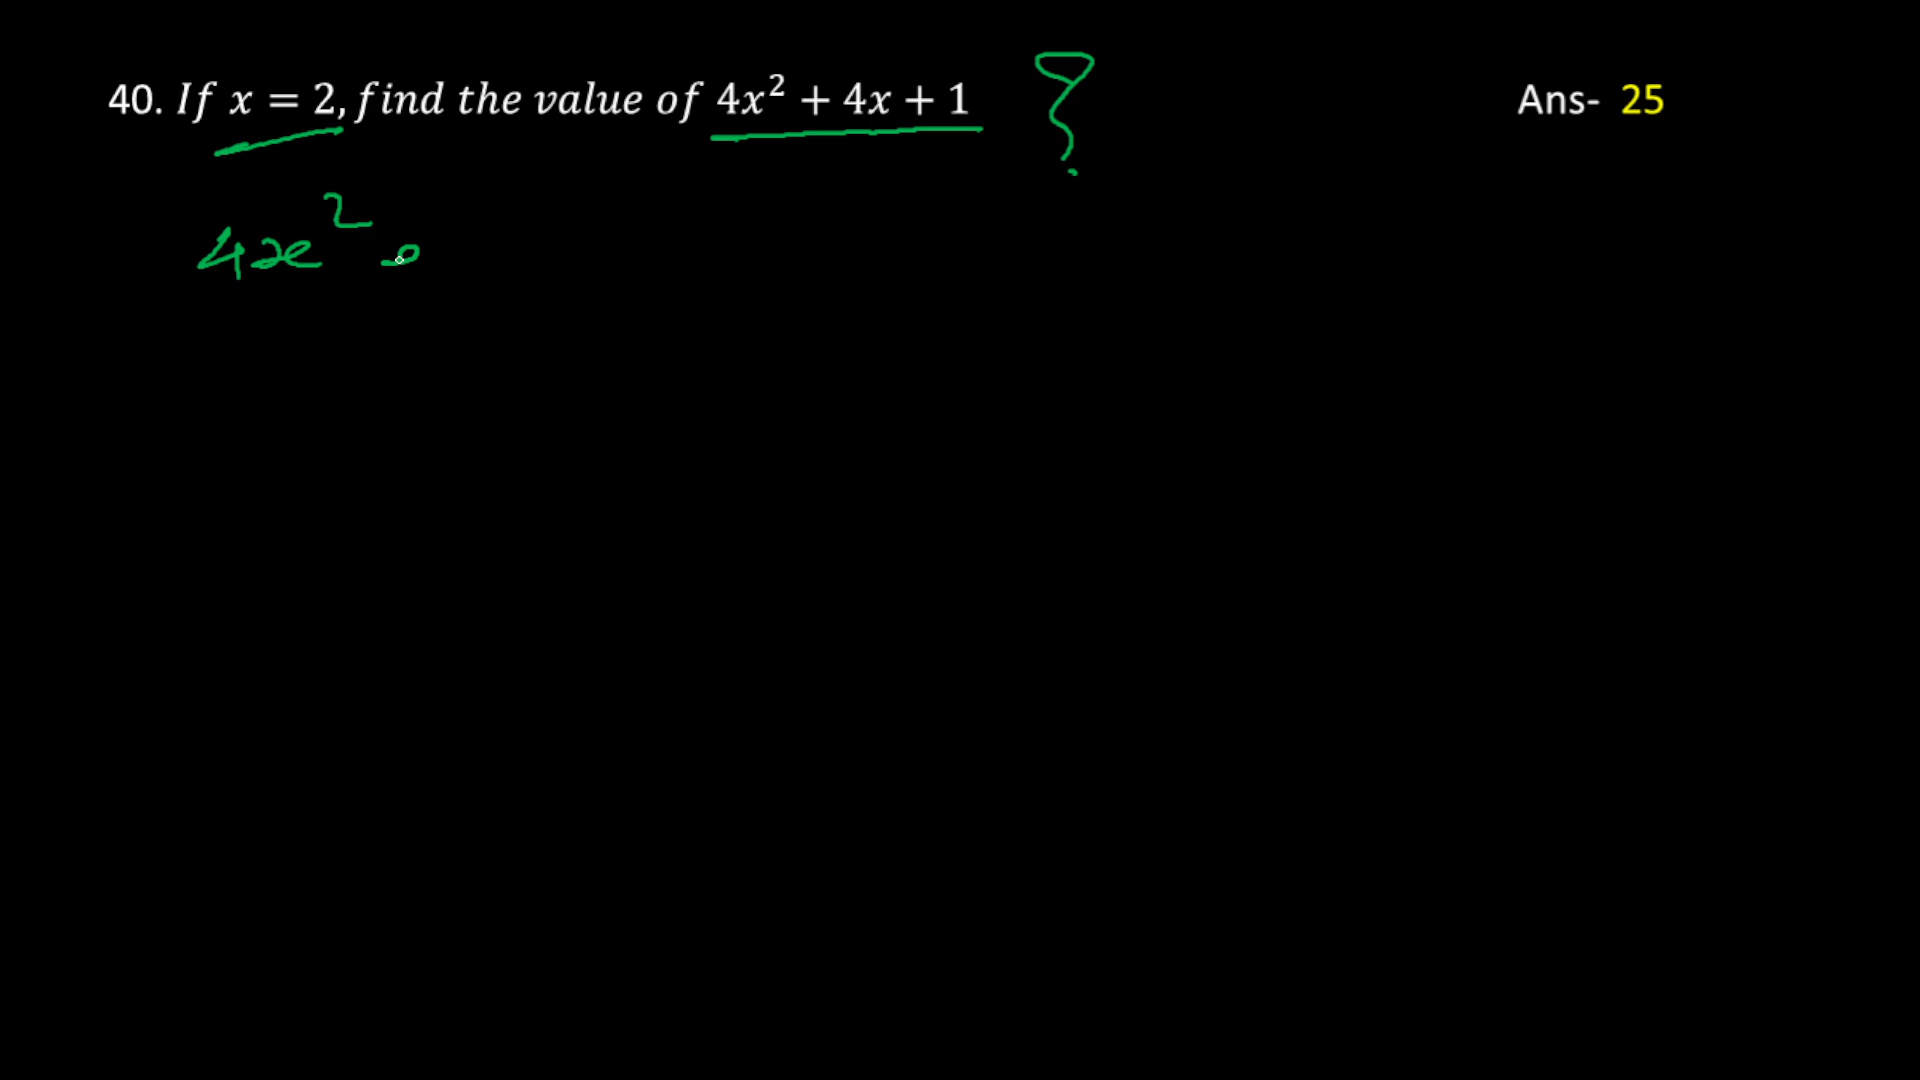 40. If x = 2, find the value of 4x² + 4x + 1 ? Ans- 25
4x²